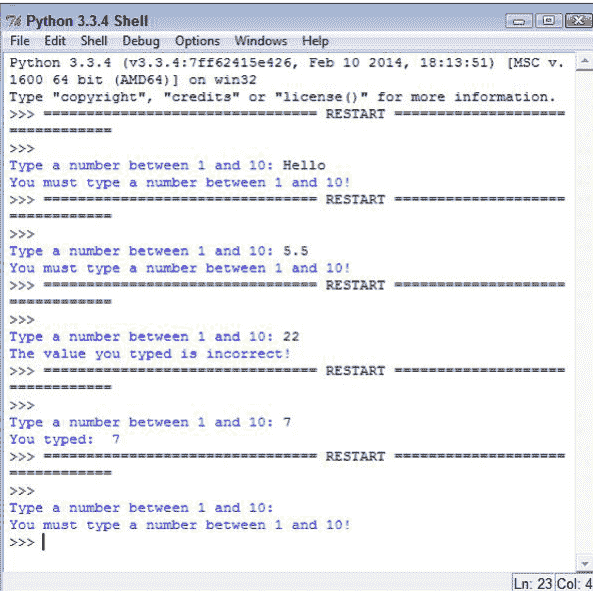 Python 3.3.4 Shell
File Edit Shell Debug Options Windows Help
Python 3.3.4 (v3.3.4:7ff62415e426, Feb 10 2014, 18:13:51) [MSC v.
1600 64 bit (AMD64)] on win32
Type "copyright", "credits" or "license()" for more information.
>>> ================================ RESTART ====================
============
>>>
Type a number between 1 and 10: Hello
You must type a number between 1 and 10!
>>> ================================ RESTART ====================
============
>>>
Type a number between 1 and 10: 5.5
You must type a number between 1 and 10!
>>> ================================ RESTART ====================
============
>>>
Type a number between 1 and 10: 22
The value you typed is incorrect!
>>> ================================ RESTART ====================
============
>>>
Type a number between 1 and 10: 7
You typed:  7
>>> ================================ RESTART ====================
============
>>>
Type a number between 1 and 10:
You must type a number between 1 and 10!
>>>
Ln: 23 Col: 4